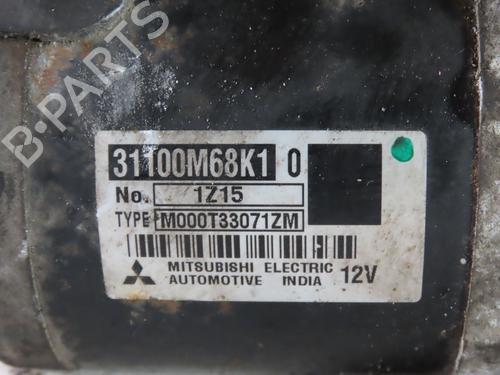 B-PARTS
31100M68K1 0
No. 1Z15
TYPE M000T33071ZM
MITSUBISHI ELECTRIC
AUTOMOTIVE INDIA 12V